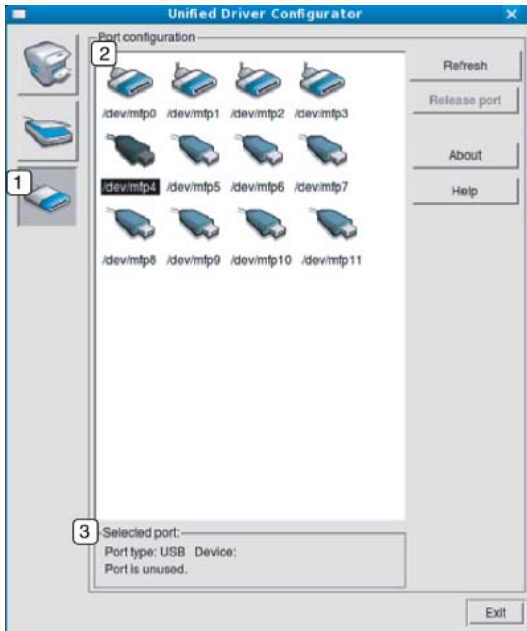 Unified Driver Configurator
Port configuration
2
/dev/mfp0 /dev/mfp1 /dev/mfp2 /dev/mfp3
Refresh
Release port
/dev/mfp4 /dev/mfp5 /dev/mfp6 /dev/mfp7
About
1
Help
/dev/mfp8 /dev/mfp9 /dev/mfp10 /dev/mfp11
3
Selected port:
Port type: USB Device:
Port is unused.
Exit